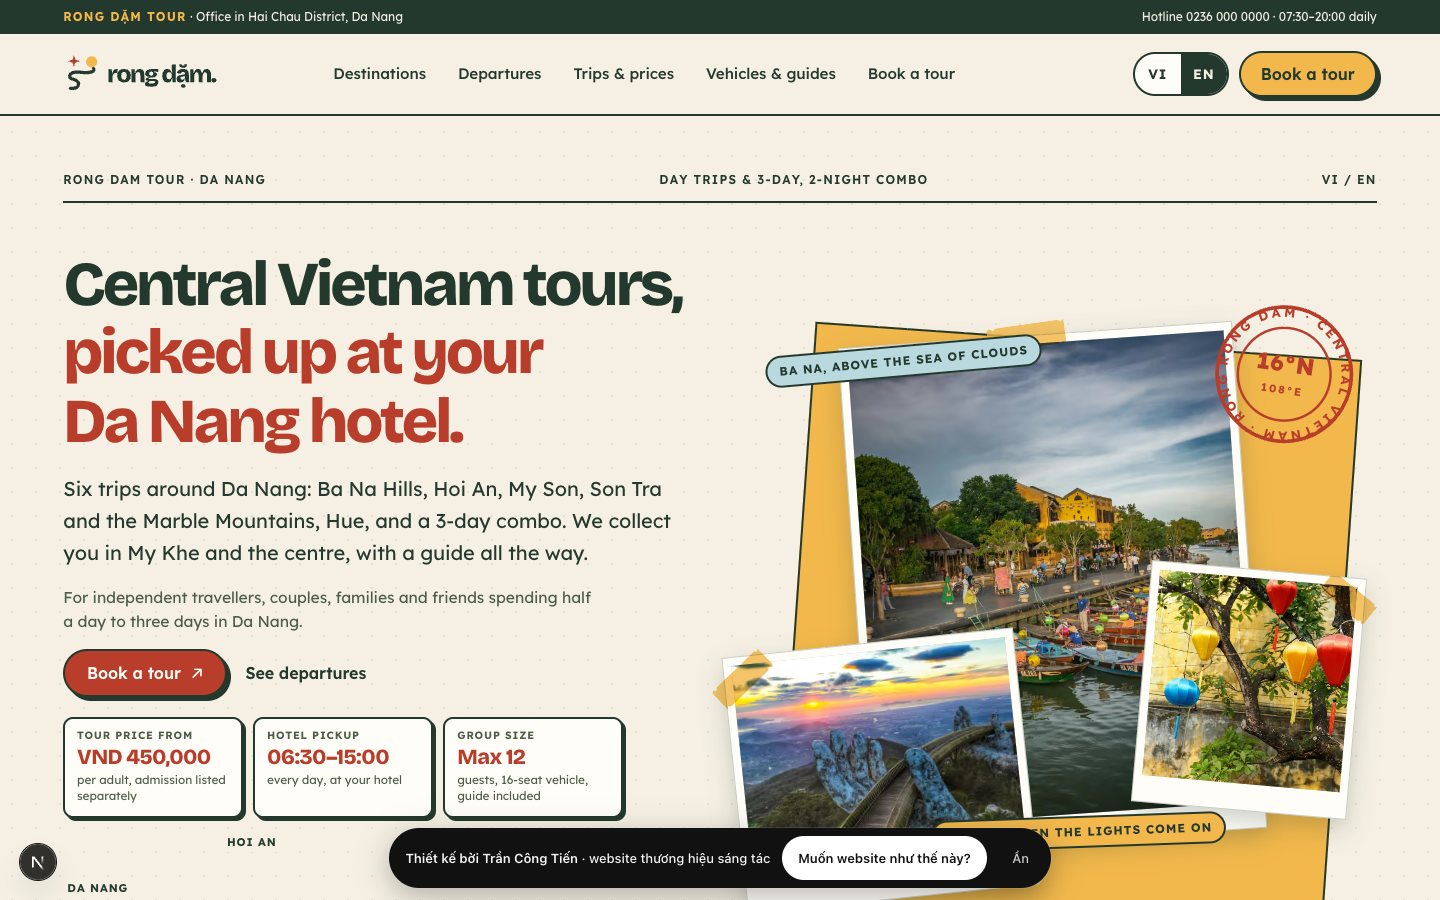 RONG DẶM TOUR · Office in Hai Chau District, Da Nang
Hotline 0236 000 0000 · 07:30–20:00 daily
rong dặm.
Destinations
Departures
Trips & prices
Vehicles & guides
Book a tour
VI
EN
Book a tour
RONG DAM TOUR · DA NANG
DAY TRIPS & 3-DAY, 2-NIGHT COMBO
VI / EN
Central Vietnam tours,
picked up at your
Da Nang hotel.
Six trips around Da Nang: Ba Na Hills, Hoi An, My Son, Son Tra
and the Marble Mountains, Hue, and a 3-day combo. We collect
you in My Khe and the centre, with a guide all the way.
For independent travellers, couples, families and friends spending half
a day to three days in Da Nang.
Book a tour ↗
See departures
TOUR PRICE FROM
VND 450,000
per adult, admission listed
separately
HOTEL PICKUP
06:30–15:00
every day, at your hotel
GROUP SIZE
Max 12
guests, 16-seat vehicle,
guide included
HOI AN
DA NANG
BA NA, ABOVE THE SEA OF CLOUDS
RONG DAM · CENTRAL VIETNAM · RONG
16°N
108°E
THE LIGHTS COME ON
Thiết kế bởi Trần Công Tiến · website thương hiệu sáng tác
Muốn website như thế này?
Ẩn
N